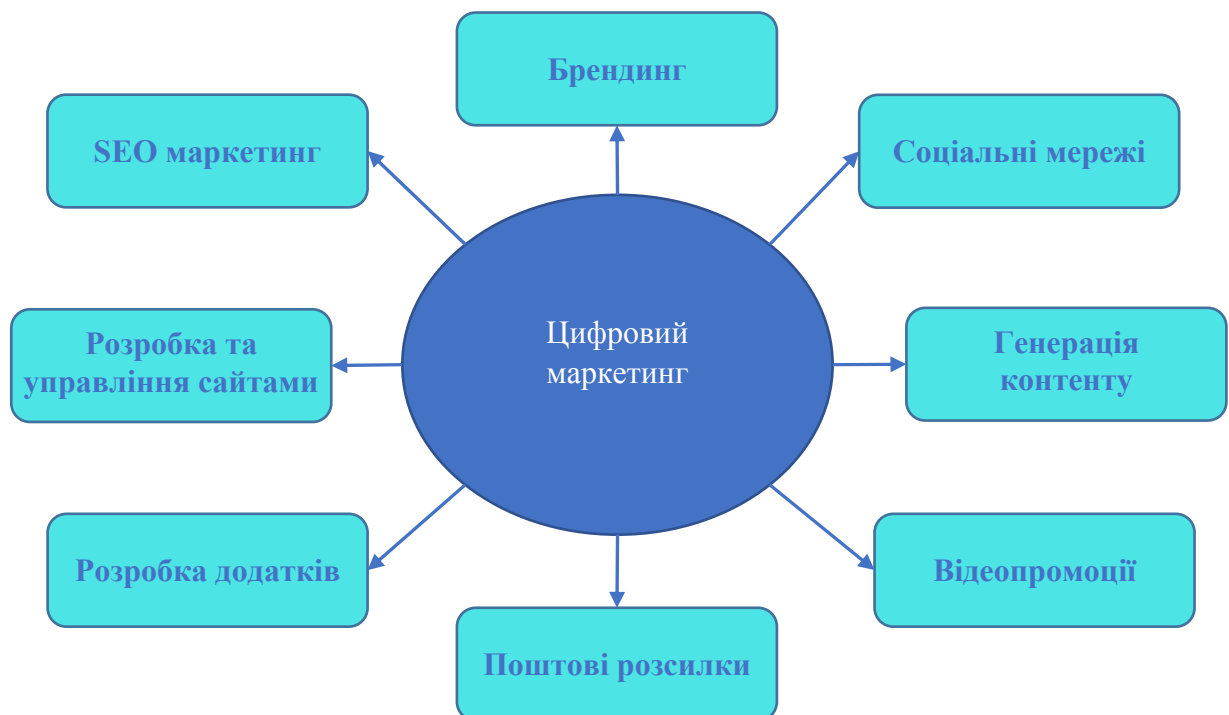 Брендинг
SEO маркетинг
Соціальні мережі
Цифровий
маркетинг
Розробка та
управління сайтами
Генерація
контенту
Розробка додатків
Відеопромоції
Поштові розсилки